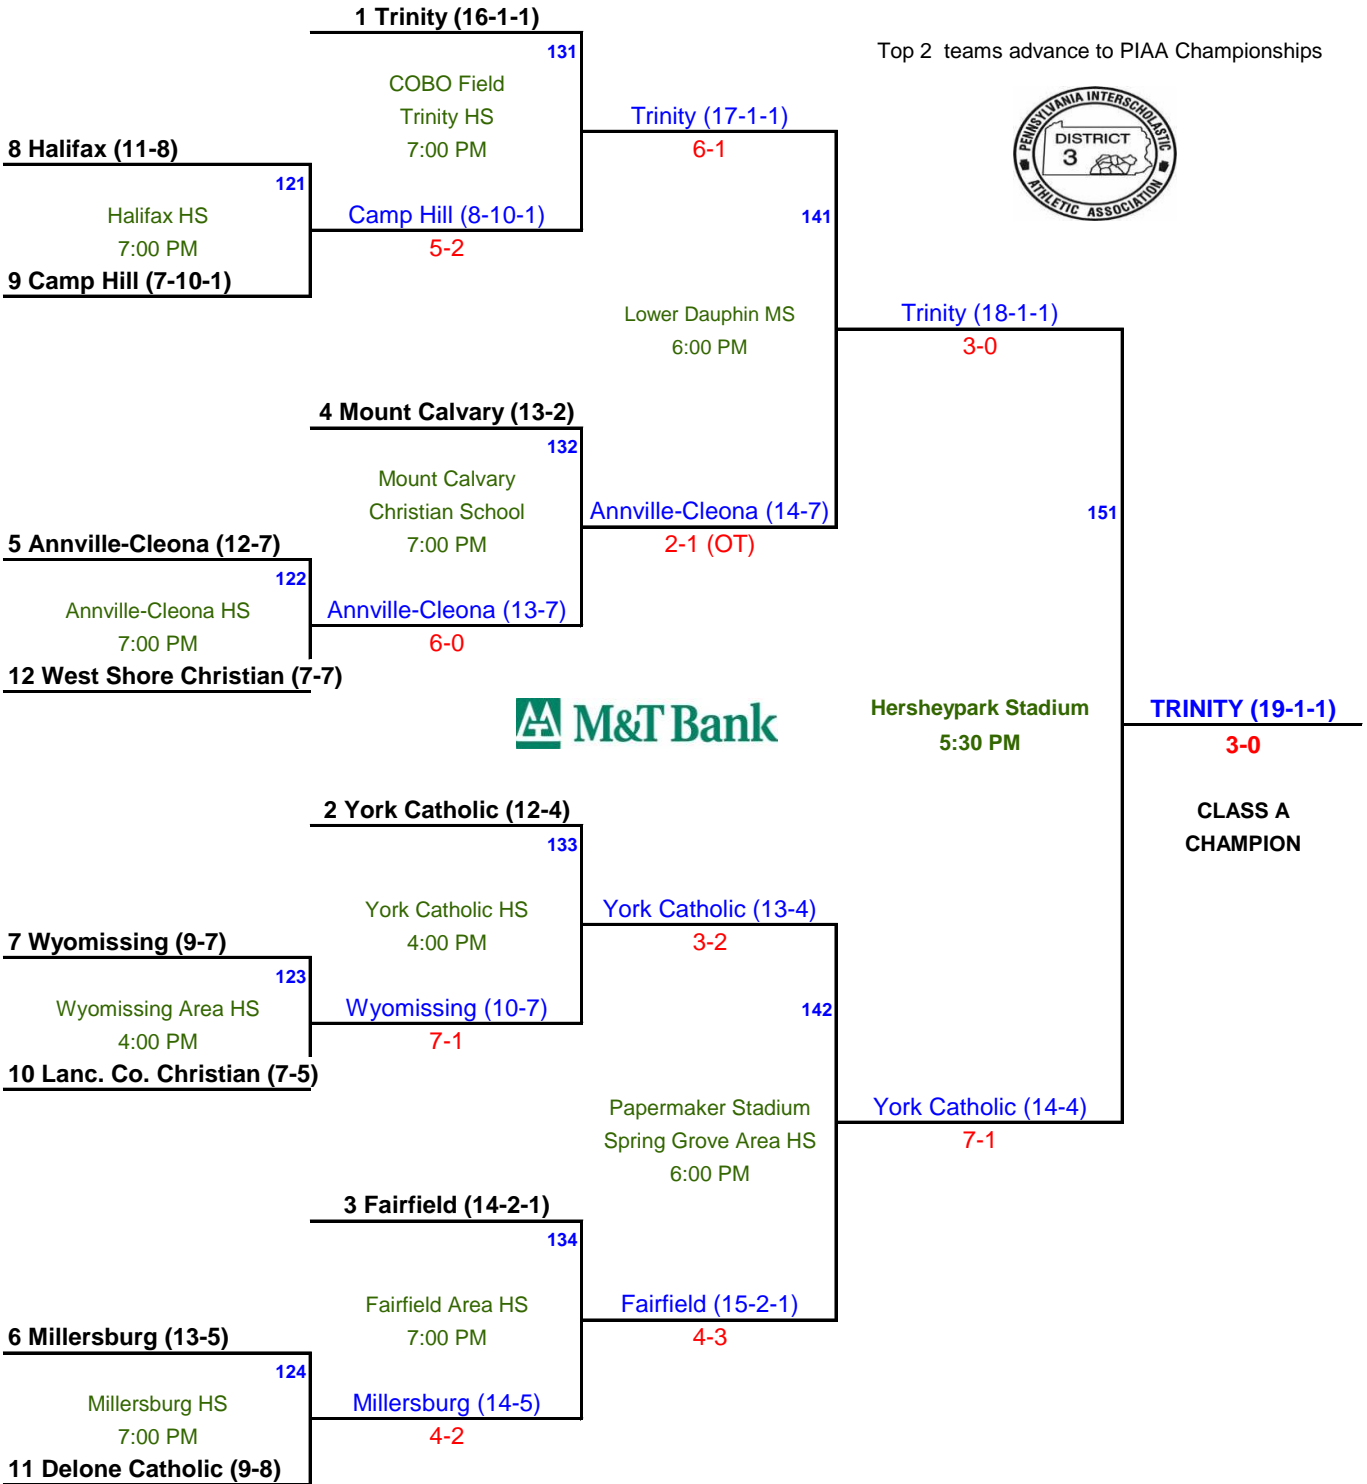 1 Trinity (16-1-1)
131
COBO Field
Trinity HS
7:00 PM
Top 2 teams advance to PIAA Championships
PENNSYLVANIA INTERSCHOLASTIC
DISTRICT
3
ATHLETIC ASSOCIATION
Trinity (17-1-1)
6-1
8 Halifax (11-8)
121
Halifax HS
7:00 PM
9 Camp Hill (7-10-1)
Camp Hill (8-10-1)
5-2
141
Lower Dauphin MS
6:00 PM
Trinity (18-1-1)
3-0
4 Mount Calvary (13-2)
132
Mount Calvary
Christian School
7:00 PM
Annville-Cleona (14-7)
2-1 (OT)
151
5 Annville-Cleona (12-7)
122
Annville-Cleona HS
7:00 PM
12 West Shore Christian (7-7)
Annville-Cleona (13-7)
6-0
M&T Bank
Hersheypark Stadium
5:30 PM
TRINITY (19-1-1)
3-0
CLASS A
CHAMPION
2 York Catholic (12-4)
133
York Catholic HS
4:00 PM
York Catholic (13-4)
3-2
7 Wyomissing (9-7)
123
Wyomissing Area HS
4:00 PM
10 Lanc. Co. Christian (7-5)
Wyomissing (10-7)
7-1
142
Papermaker Stadium
Spring Grove Area HS
6:00 PM
York Catholic (14-4)
7-1
3 Fairfield (14-2-1)
134
Fairfield Area HS
7:00 PM
Fairfield (15-2-1)
4-3
6 Millersburg (13-5)
124
Millersburg HS
7:00 PM
11 Delone Catholic (9-8)
Millersburg (14-5)
4-2